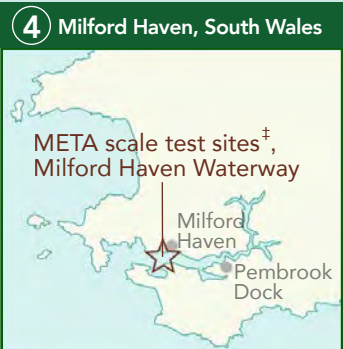 4 Milford Haven, South Wales
META scale test sites‡,
Milford Haven Waterway
Milford
Haven
Pembrook
Dock